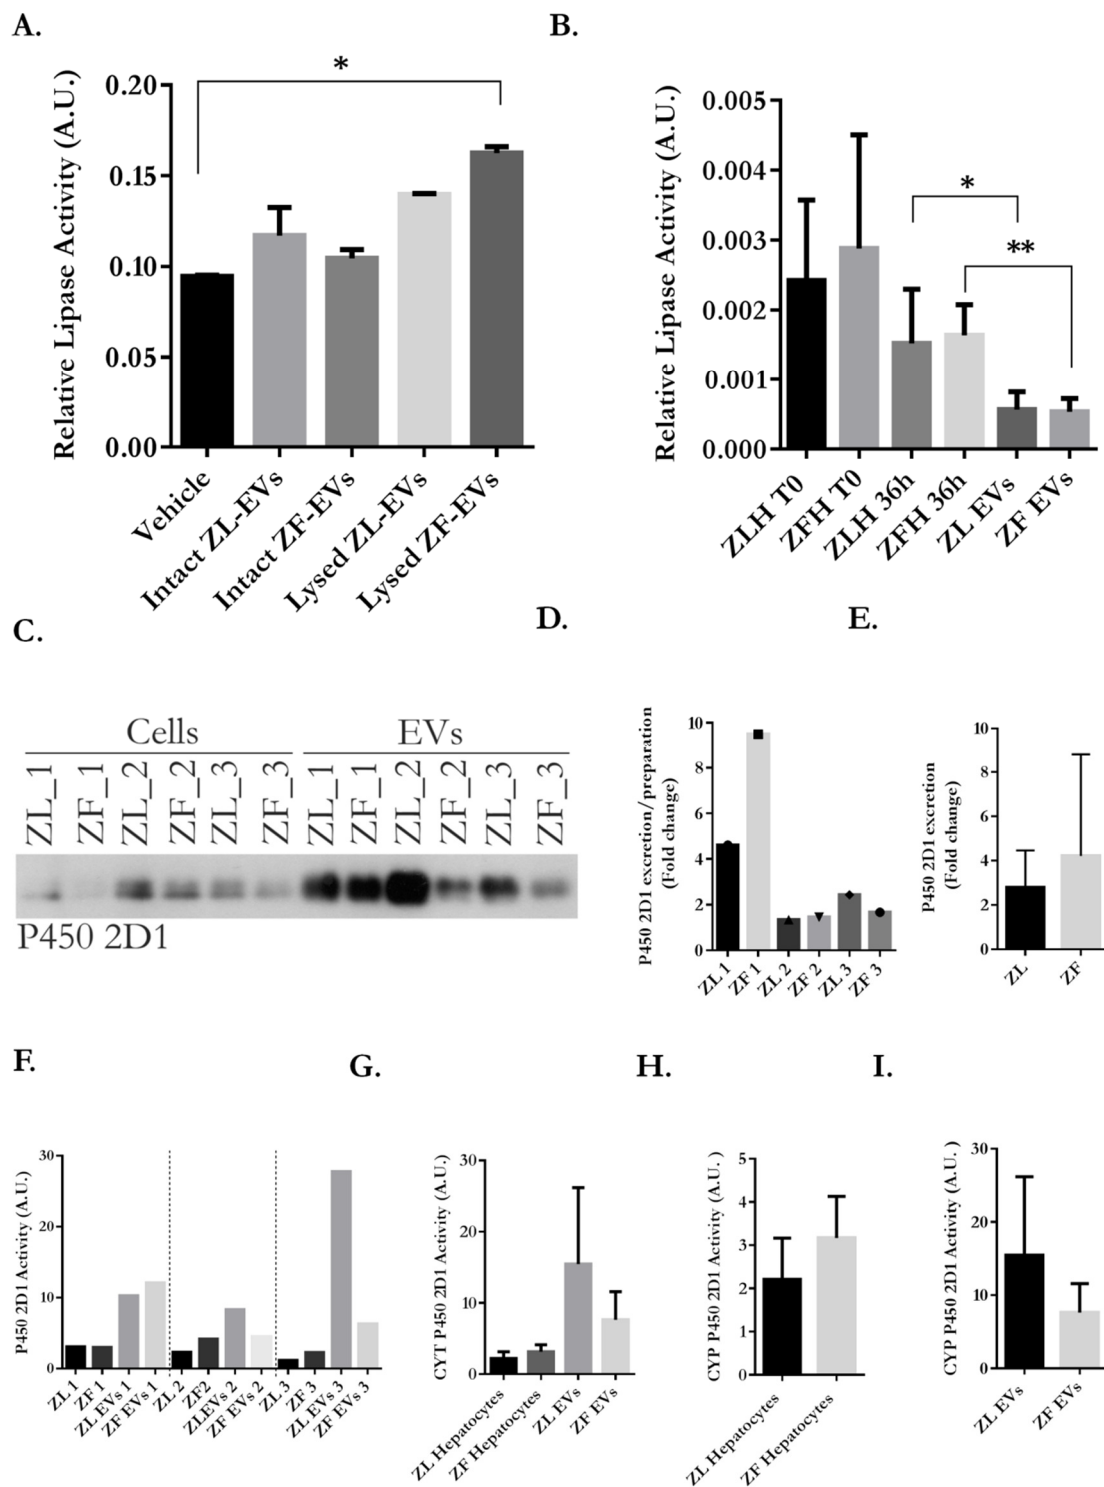 A.
Relative Lipase Activity (A.U.)
0.20
0.15
0.10
0.05
0.00
*
Vehicle
Intact ZL-EVs
Intact ZF-EVs
Lysed ZL-EVs
Lysed ZF-EVs
B.
Relative Lipase Activity (A.U.)
0.005
0.004
0.003
0.002
0.001
0.000
*
**
ZLH T0
ZFH T0
ZLH 36h
ZFH 36h
ZL EVs
ZF EVs
C.
Cells
EVs
ZL_1
ZF_1
ZL_2
ZF_2
ZL_3
ZF_3
ZL_1
ZF_1
ZL_2
ZF_2
ZL_3
ZF_3
P450 2D1
D.
P450 2D1 excretion/preparation
(Fold change)
10
8
6
4
2
0
ZL 1
ZF 1
ZL 2
ZF 2
ZL 3
ZF 3
E.
P450 2D1 excretion
(Fold change)
10
8
6
4
2
0
ZL
ZF
F.
P450 2D1 Activity (A.U.)
30
20
10
0
ZL 1
ZF 1
ZL EVs 1
ZF EVs 1
ZL 2
ZF2
ZLEVs 2
ZF EVs 2
ZL 3
ZF 3
ZL EVs 3
ZF EVs 3
G.
CYT P450 2D1 Activity (A.U.)
30
20
10
0
ZL Hepatocytes
ZF Hepatocytes
ZL EVs
ZF EVs
H.
CYP P450 2D1 Activity (A.U. )
5
4
3
2
1
0
ZL Hepatocytes
ZF Hepatocytes
I.
CYP P450 2D1 Activity (A.U. )
30
20
10
0
ZL EVs
ZF EVs